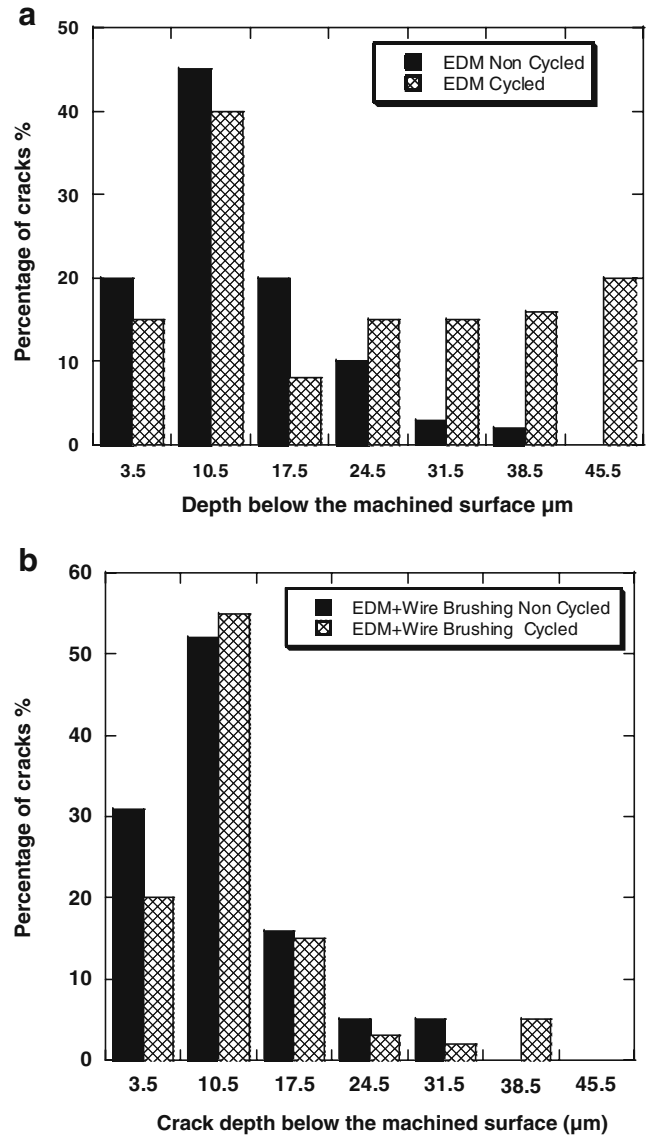 a
50
40
30
20
10
0
Percentage of cracks %
EDM Non Cycled
EDM Cycled
3.5 10.5 17.5 24.5 31.5 38.5 45.5
Depth below the machined surface µm
b
60
50
40
30
20
10
0
Percentage of cracks %
EDM+Wire Brushing Non Cycled
EDM+Wire Brushing Cycled
3.5 10.5 17.5 24.5 31.5 38.5 45.5
Crack depth below the machined surface (µm)